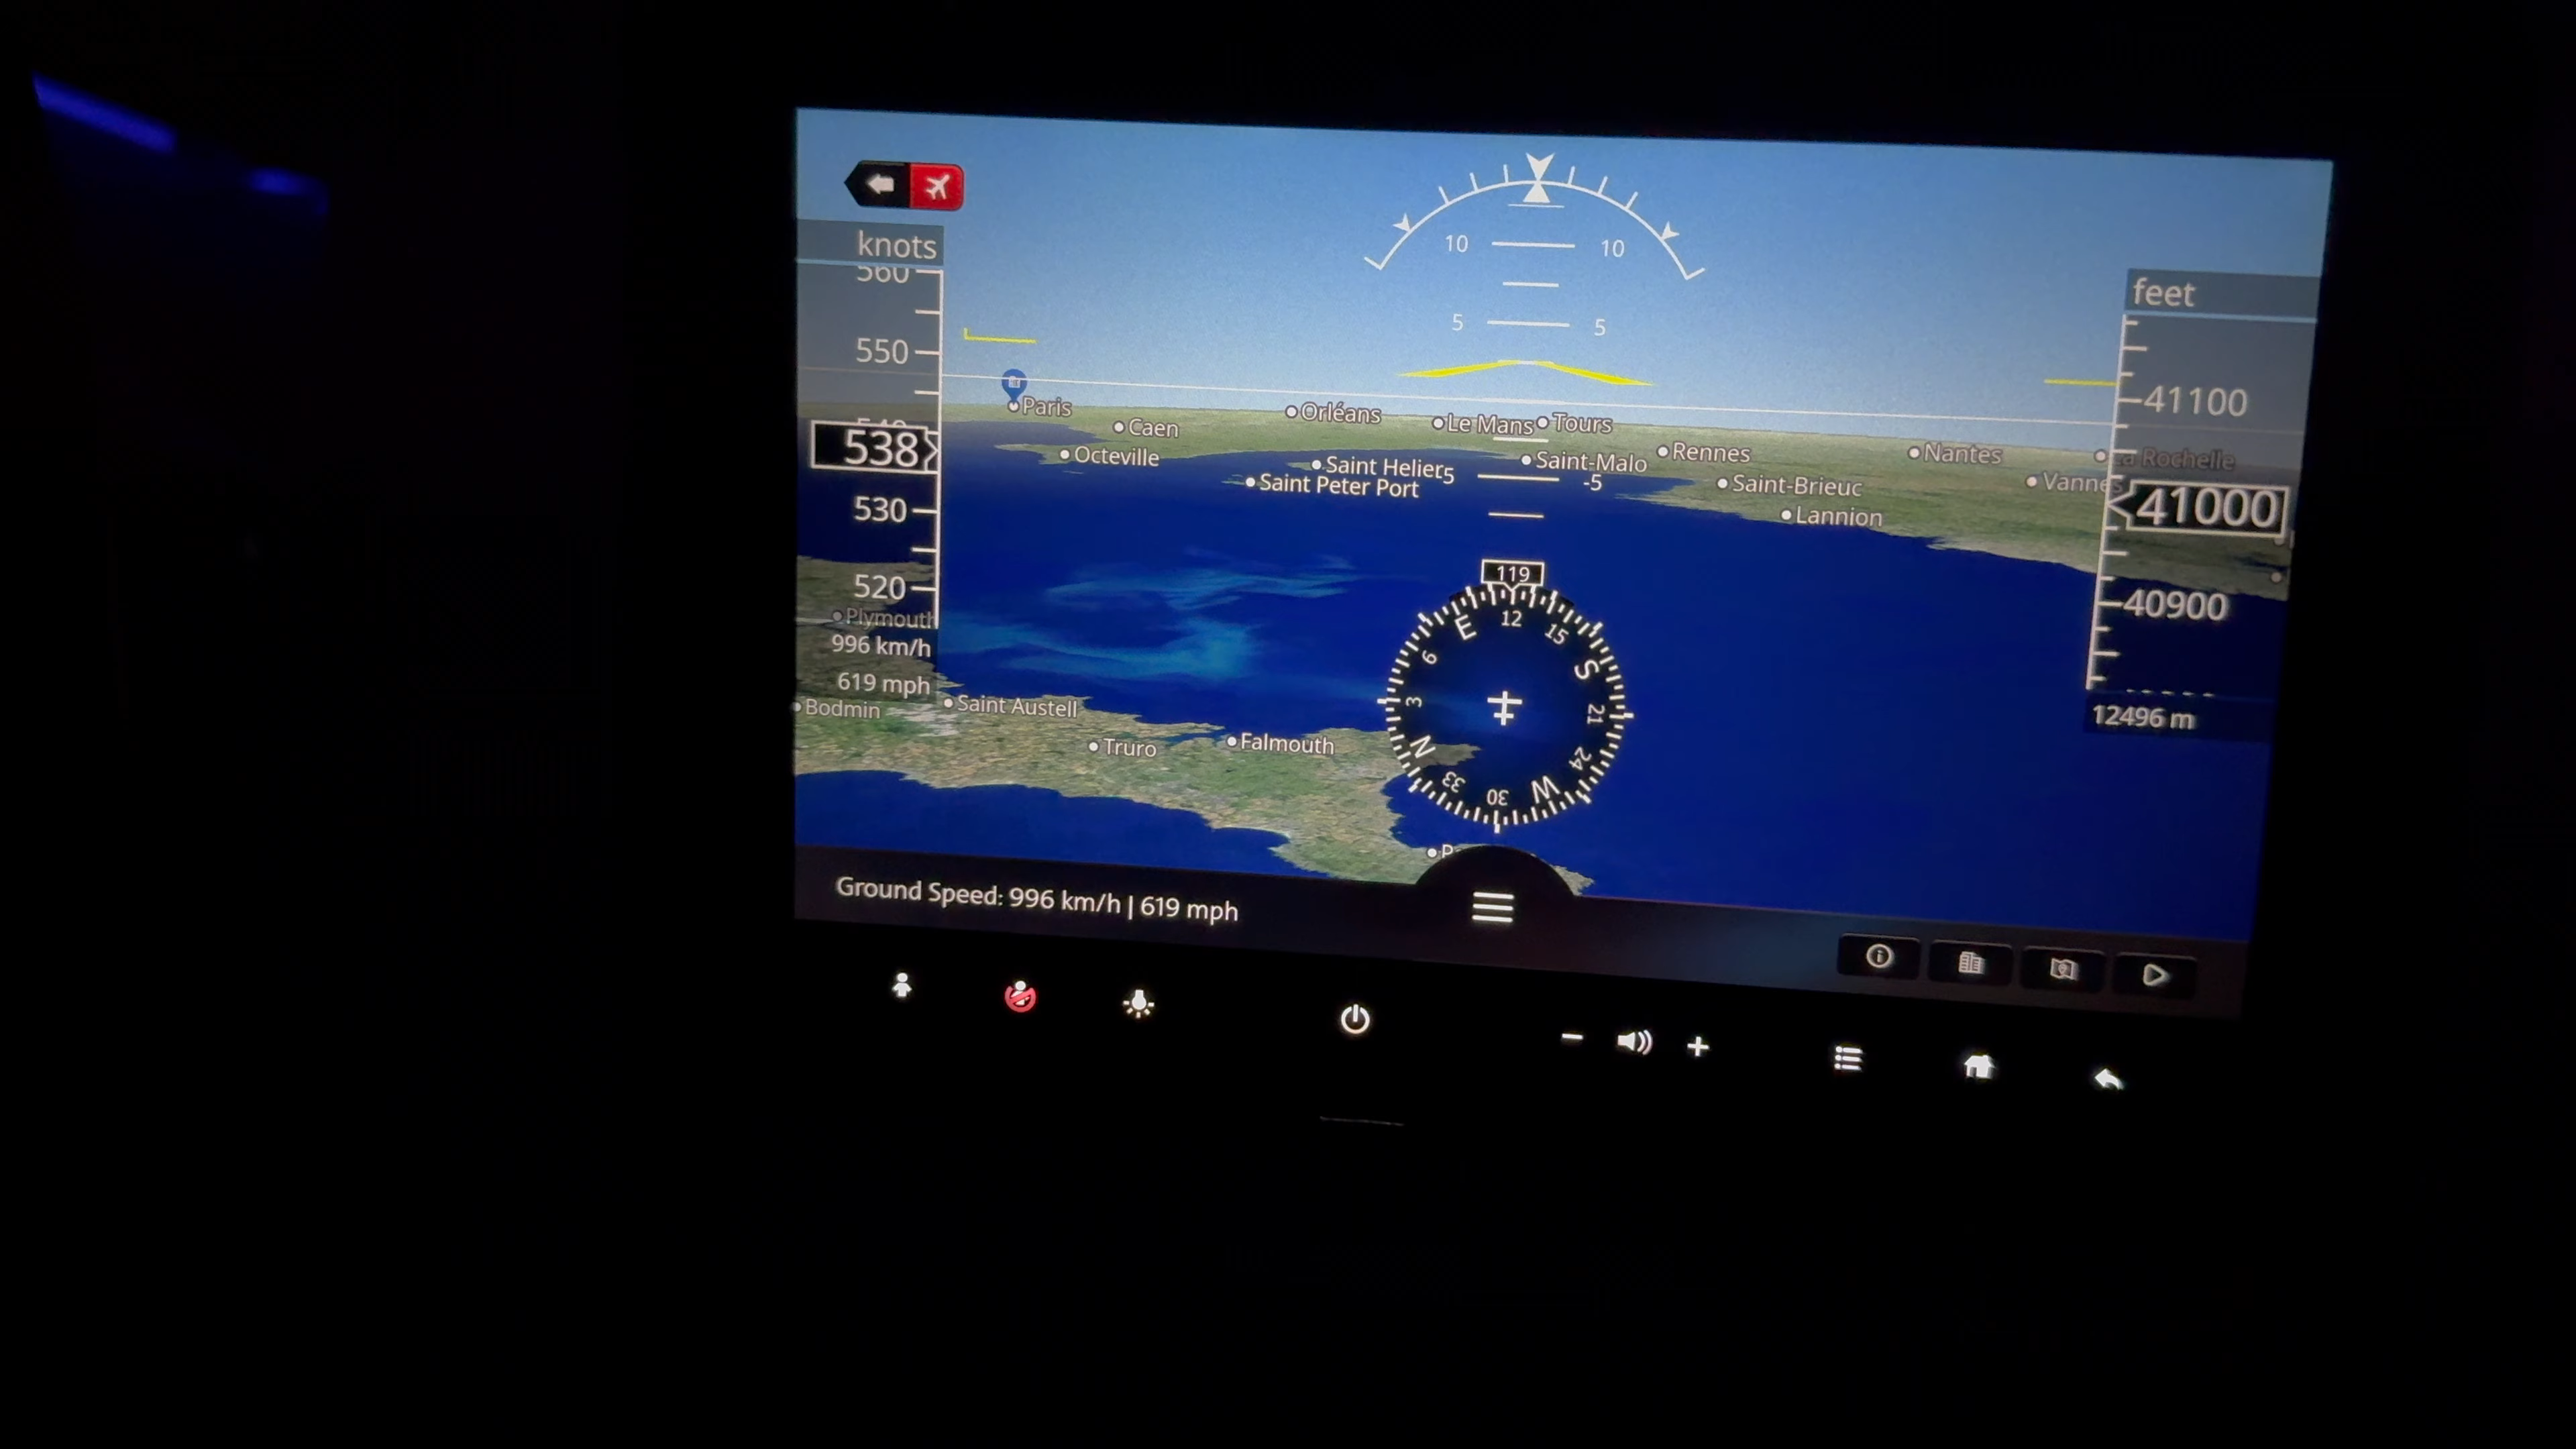 knots
560
10 10
feet
550
5 5
41100
Paris
Orléans
Le Mans
Tours
Caen
538
Rennes
Nantes
Octeville
Saint Helier
Saint-Malo
5
-5
Saint Peter Port
Saint-Brieuc
Vannes
Rochelle
41000
530
Lannion
119
520
40900
Plymouth
996 km/h
619 mph
12 15 S 21 24 W 30 33 N 3 6 E
12496 m
Bodmin
Saint Austell
Truro
Falmouth
Ground Speed: 996 km/h | 619 mph